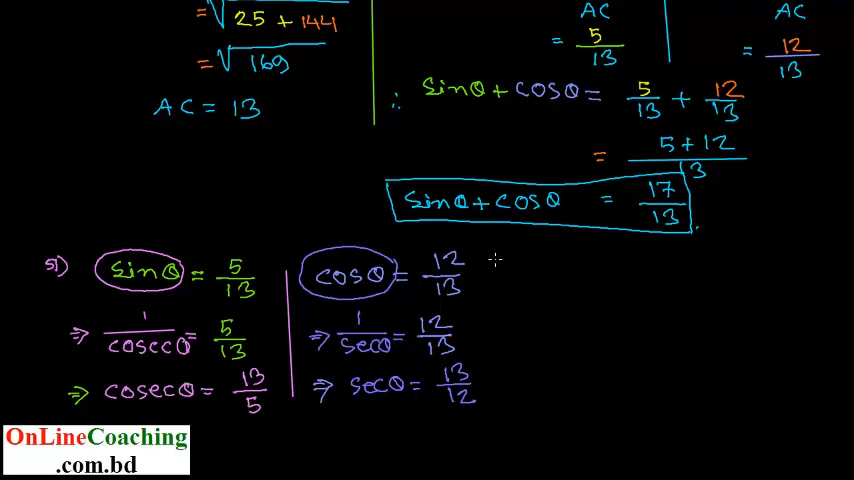 = √25 + 144
= √169
AC = 13
AC
= 5/13
AC
= 12/13
∴ sinθ + cosθ = 5/13 + 12/13
= 5 + 12/13
sinθ + cosθ = 17/13.
sinθ = 5/13
⇒ 1/cosecθ = 5/13
⇒ cosecθ = 13/5
cosθ = 12/13
⇒ 1/secθ = 12/13
⇒ secθ = 13/12
OnLineCoaching
.com.bd